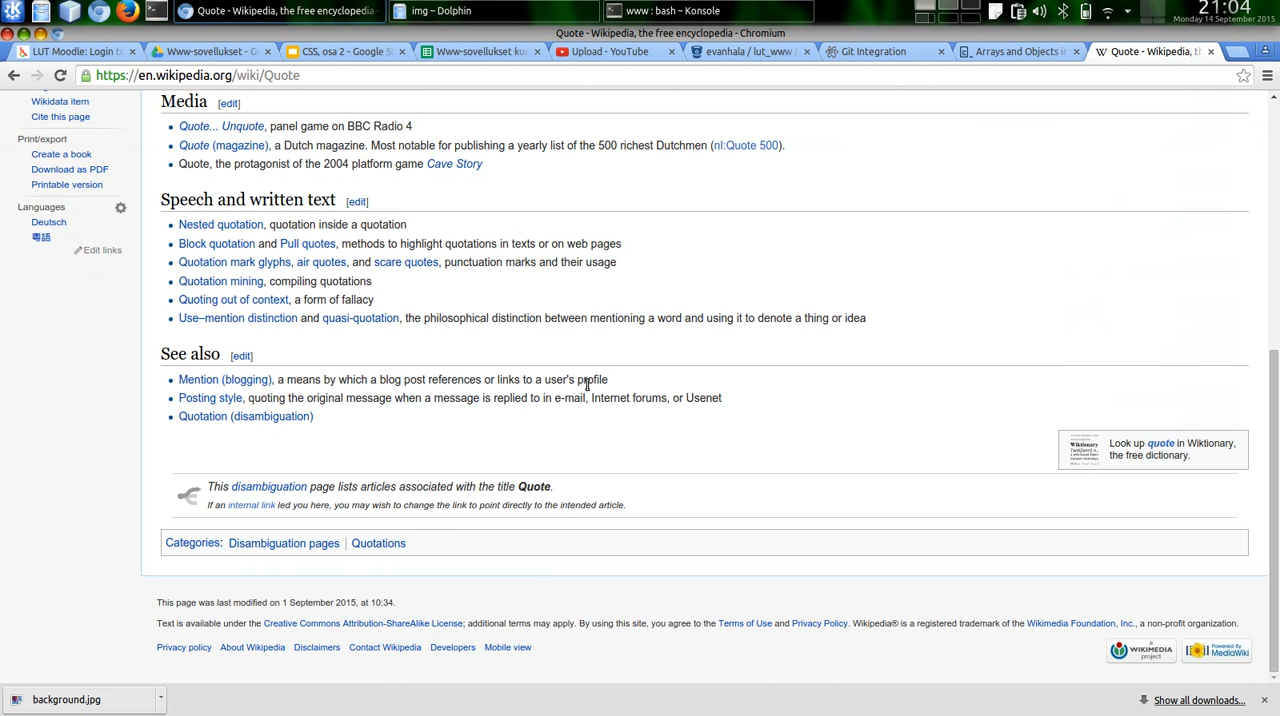 Quote - Wikipedia, the free encyclopedia
img – Dolphin
www : bash – Konsole
21:04
Monday 14 September 2015
Quote - Wikipedia, the free encyclopedia - Chromium
LUT Moodle: Login t
Www-sovellukset - G
CSS, osa 2 - Google S
Www-sovellukset ku
Upload - YouTube
evanhala / lut_www
Git Integration
Arrays and Objects in
Quote - Wikipedia, th
https://en.wikipedia.org/wiki/Quote
Wikidata item
Cite this page
Print/export
Create a book
Download as PDF
Printable version
Languages
Deutsch
粵語
Edit links
Media [edit]
Quote... Unquote, panel game on BBC Radio 4
Quote (magazine), a Dutch magazine. Most notable for publishing a yearly list of the 500 richest Dutchmen (nl:Quote 500).
Quote, the protagonist of the 2004 platform game Cave Story
Speech and written text [edit]
Nested quotation, quotation inside a quotation
Block quotation and Pull quotes, methods to highlight quotations in texts or on web pages
Quotation mark glyphs, air quotes, and scare quotes, punctuation marks and their usage
Quotation mining, compiling quotations
Quoting out of context, a form of fallacy
Use–mention distinction and quasi-quotation, the philosophical distinction between mentioning a word and using it to denote a thing or idea
See also [edit]
Mention (blogging), a means by which a blog post references or links to a user's profile
Posting style, quoting the original message when a message is replied to in e-mail, Internet forums, or Usenet
Quotation (disambiguation)
Look up quote in Wiktionary,
the free dictionary.
This disambiguation page lists articles associated with the title Quote.
If an internal link led you here, you may wish to change the link to point directly to the intended article.
Categories: Disambiguation pages | Quotations
This page was last modified on 1 September 2015, at 10:34.
Text is available under the Creative Commons Attribution-ShareAlike License; additional terms may apply. By using this site, you agree to the Terms of Use and Privacy Policy. Wikipedia® is a registered trademark of the Wikimedia Foundation, Inc., a non-profit organization.
Privacy policy About Wikipedia Disclaimers Contact Wikipedia Developers Mobile view
A WIKIMEDIA project
Powered By MediaWiki
background.jpg
Show all downloads...